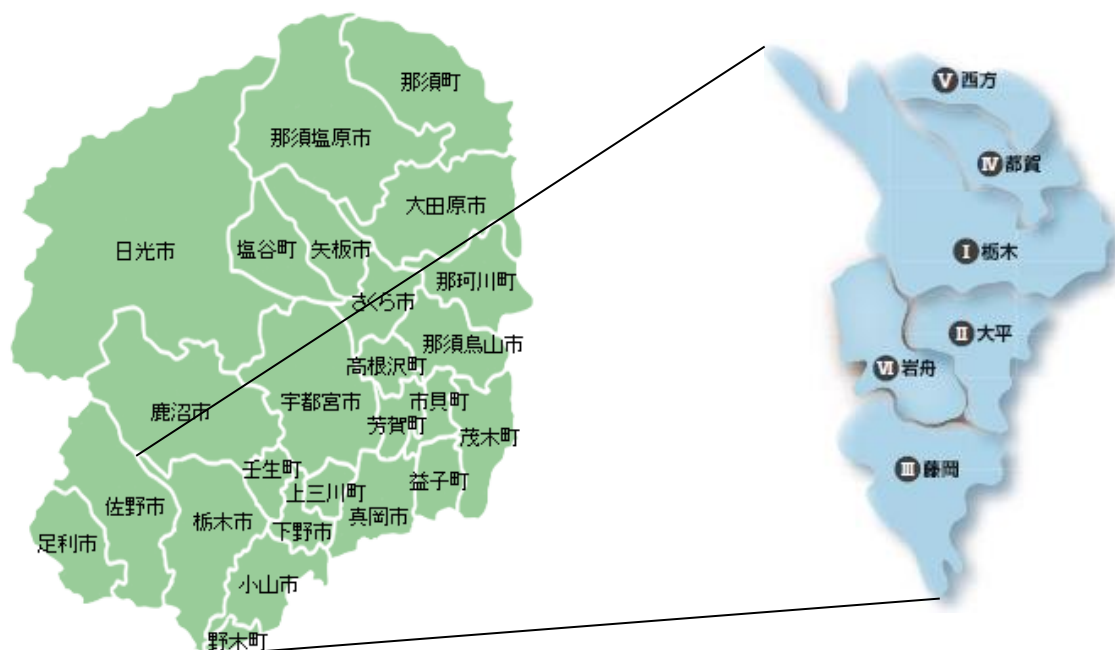 那須町
那須塩原市
大田原市
日光市
塩谷町
矢板市
那珂川町
さくら市
那須烏山市
高根沢町
鹿沼市
宇都宮市
市貝町
芳賀町
茂木町
壬生町
上三川町
益子町
佐野市
栃木市
真岡市
下野市
足利市
小山市
野木町
Ⅴ 西方
Ⅳ 都賀
Ⅰ 栃木
Ⅱ 大平
Ⅵ 岩舟
Ⅲ 藤岡